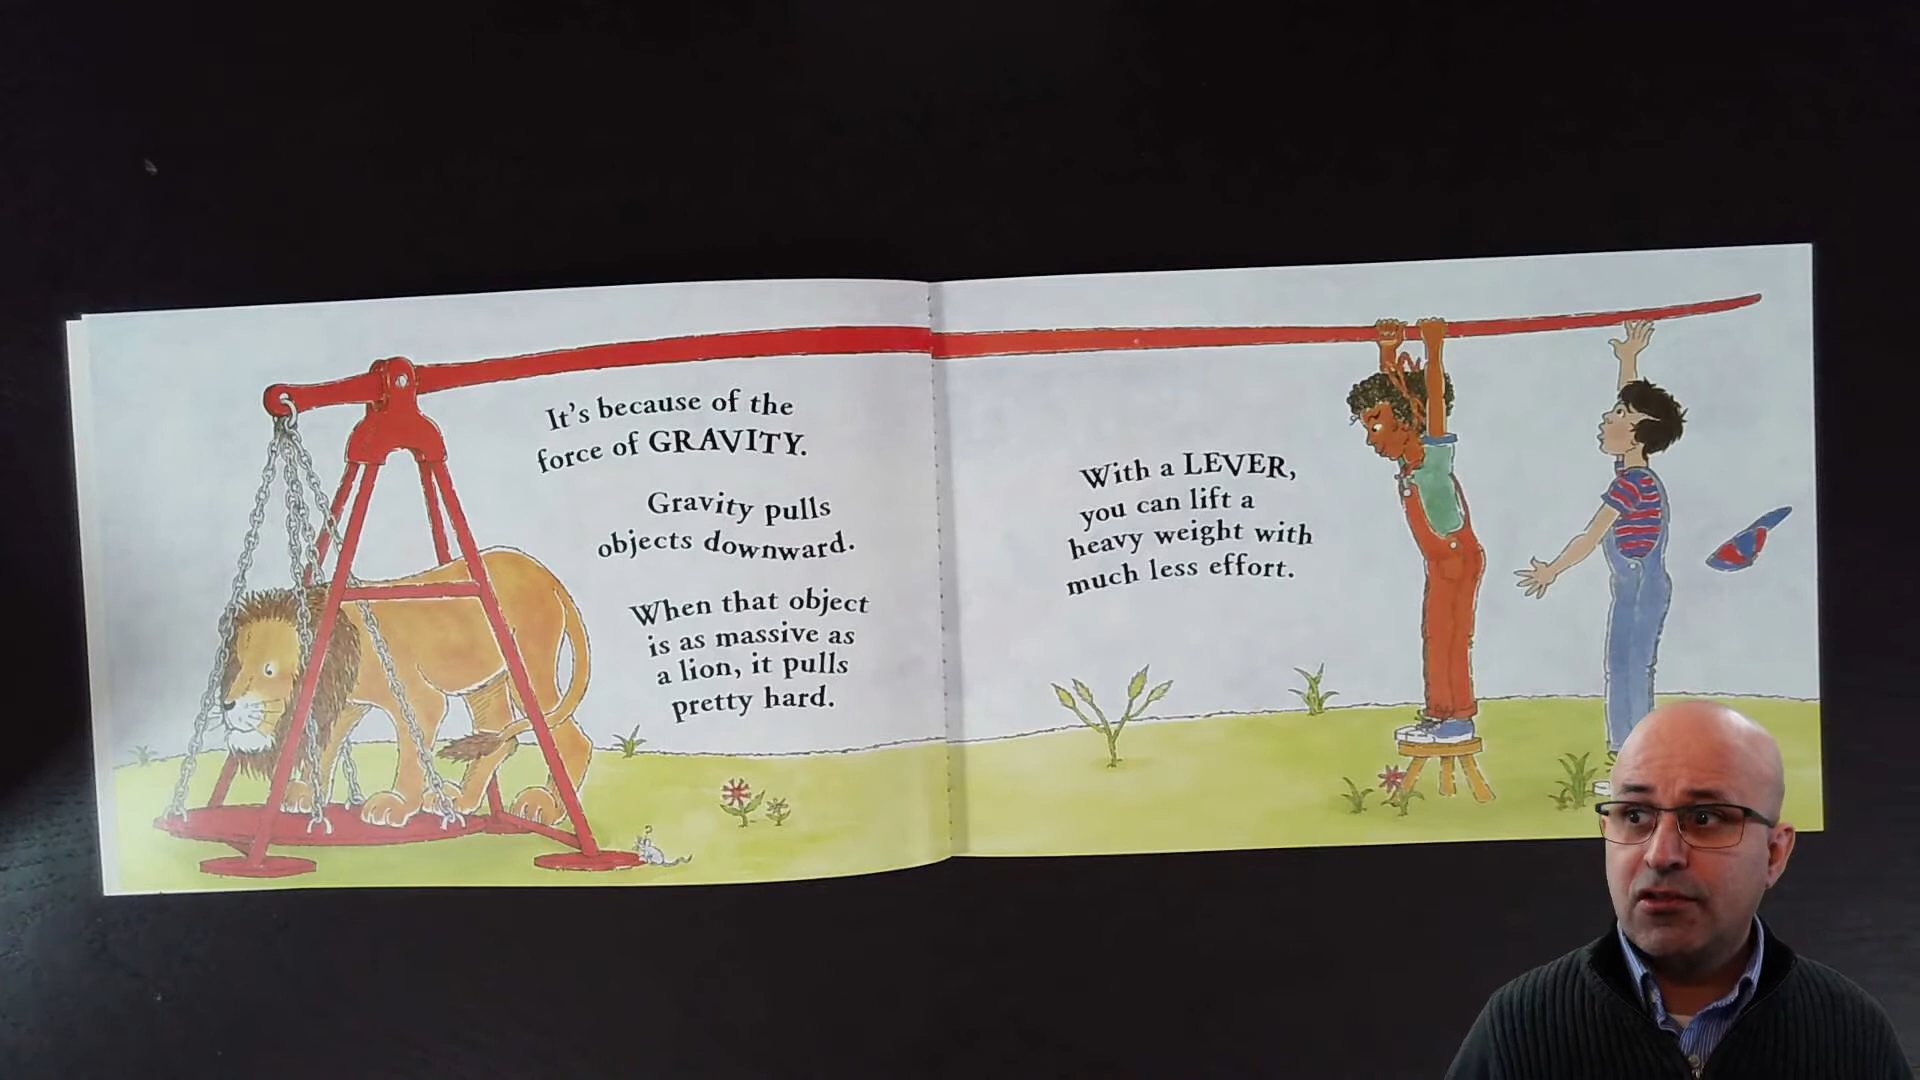 It's because of the
force of GRAVITY.
Gravity pulls
objects downward.
When that object
is as massive as
a lion, it pulls
pretty hard.
With a LEVER,
you can lift a
heavy weight with
much less effort.